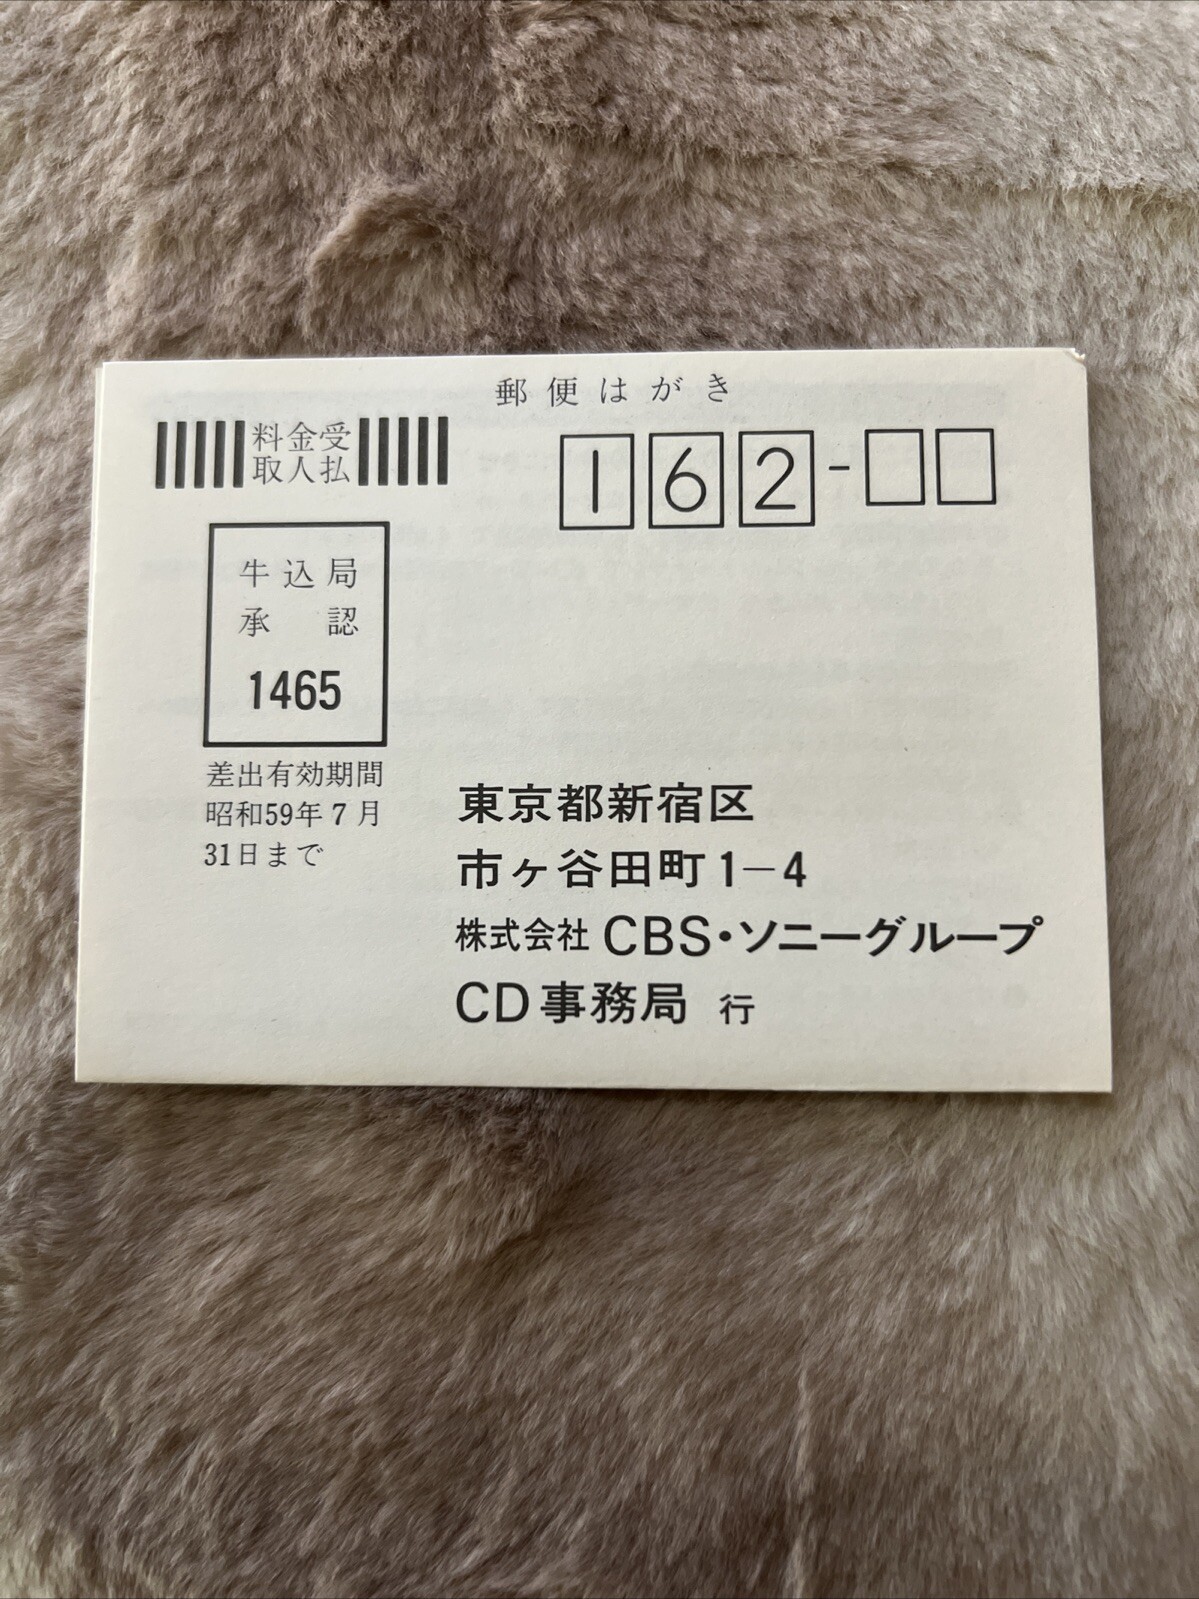 郵便はがき
料金受
取人払
162-
牛込局
承認
1465
差出有効期間
昭和59年7月
31日まで
東京都新宿区
市ヶ谷田町1-4
株式会社 CBS・ソニーグループ
CD事務局 行